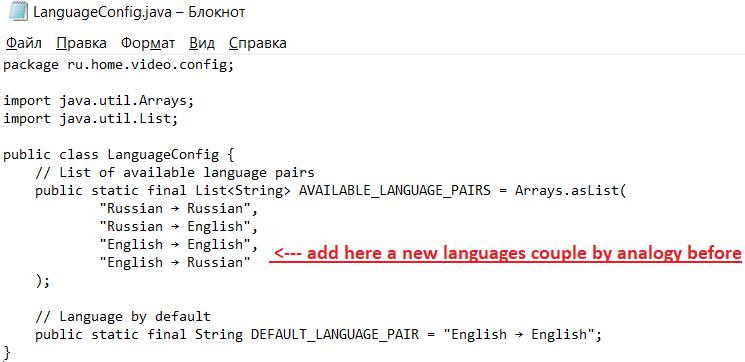 LanguageConfig.java – Блокнот
Файл Правка Формат Вид Справка
package ru.home.video.config;
import java.util.Arrays;
import java.util.List;
public class LanguageConfig {
// List of available language pairs
public static final List<String> AVAILABLE_LANGUAGE_PAIRS = Arrays.asList(
"Russian → Russian",
"Russian → English",
"English → English",
"English → Russian" <--- add here a new languages couple by analogy before
);
// Language by default
public static final String DEFAULT_LANGUAGE_PAIR = "English → English";
}